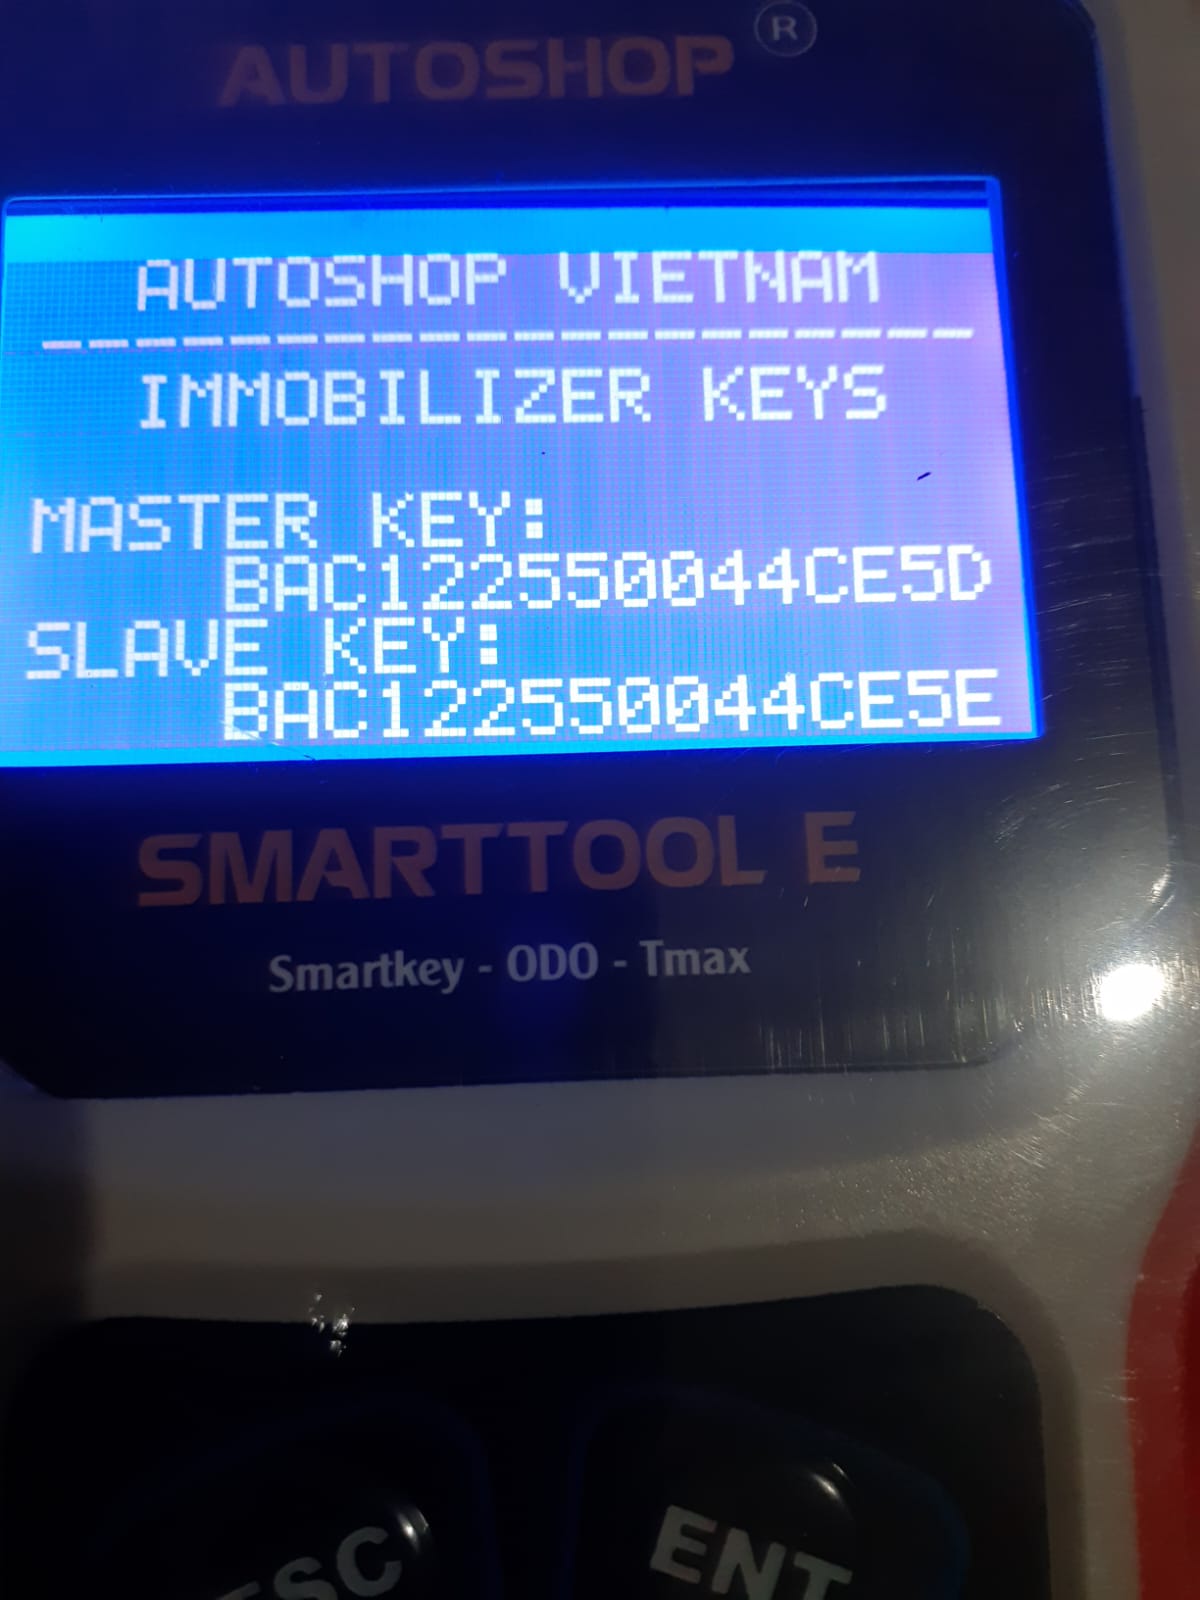 AUTOSHOP ®
AUTOSHOP VIETNAM
--------------------
IMMOBILIZER KEYS
MASTER KEY:
BAC122550044CE5D
SLAVE KEY:
BAC122550044CE5E
SMARTTOOL E
Smartkey - ODO - Tmax
ESC ENT